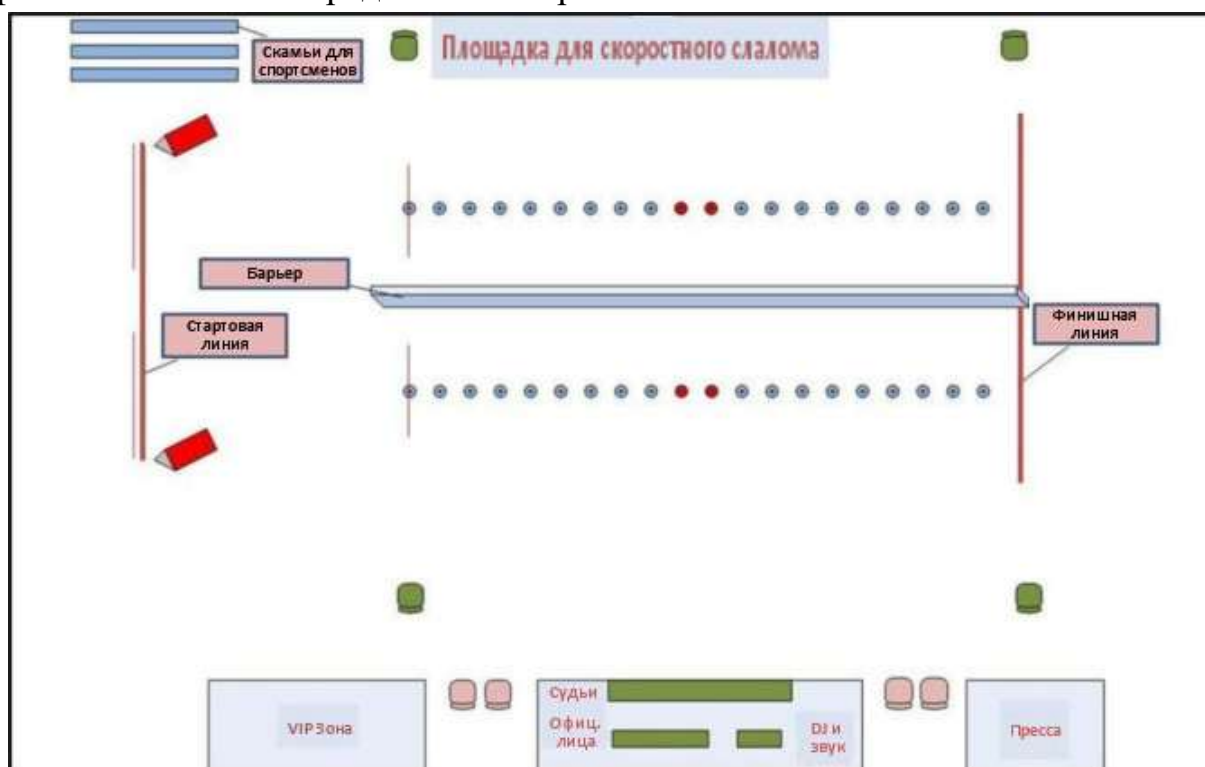 Скамьи для
спортсменов
Площадка для скоростного слалома
Барьер
Стартовая
линия
Финишная
линия
VIP Зона
Судьи
Офиц.
лица
DJ и
звук
Пресса